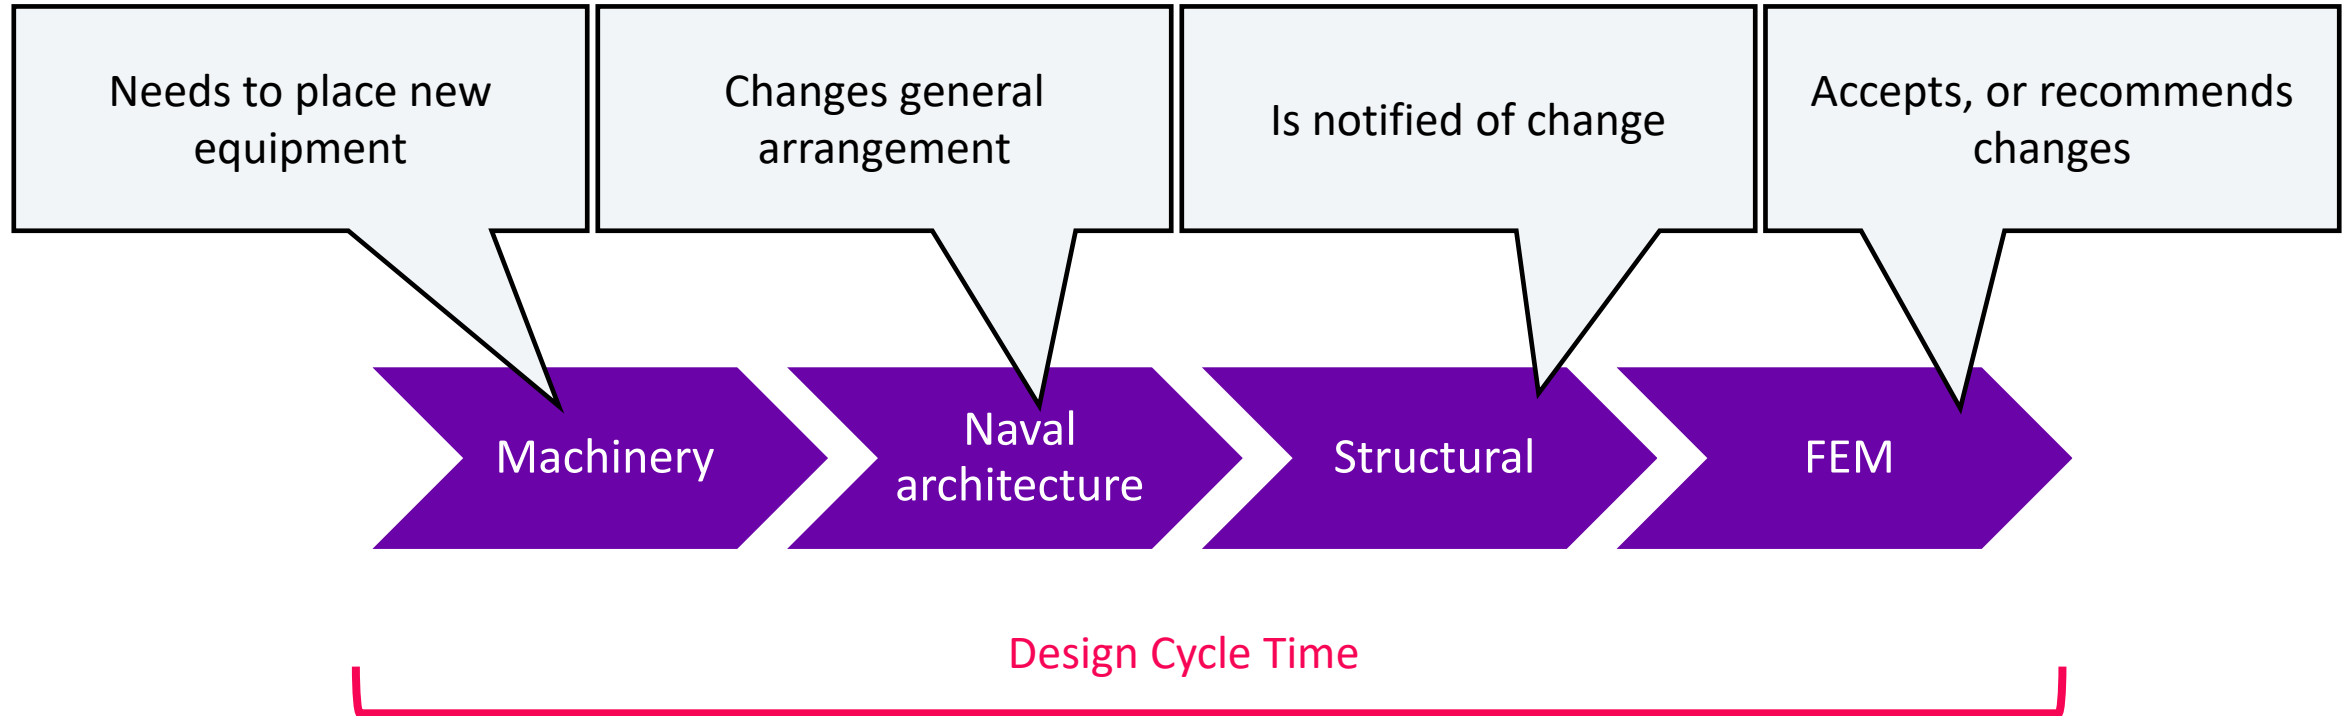 Needs to place new
equipment
Changes general
arrangement
Is notified of change
Accepts, or recommends
changes
Machinery
Naval
architecture
Structural
FEM
Design Cycle Time